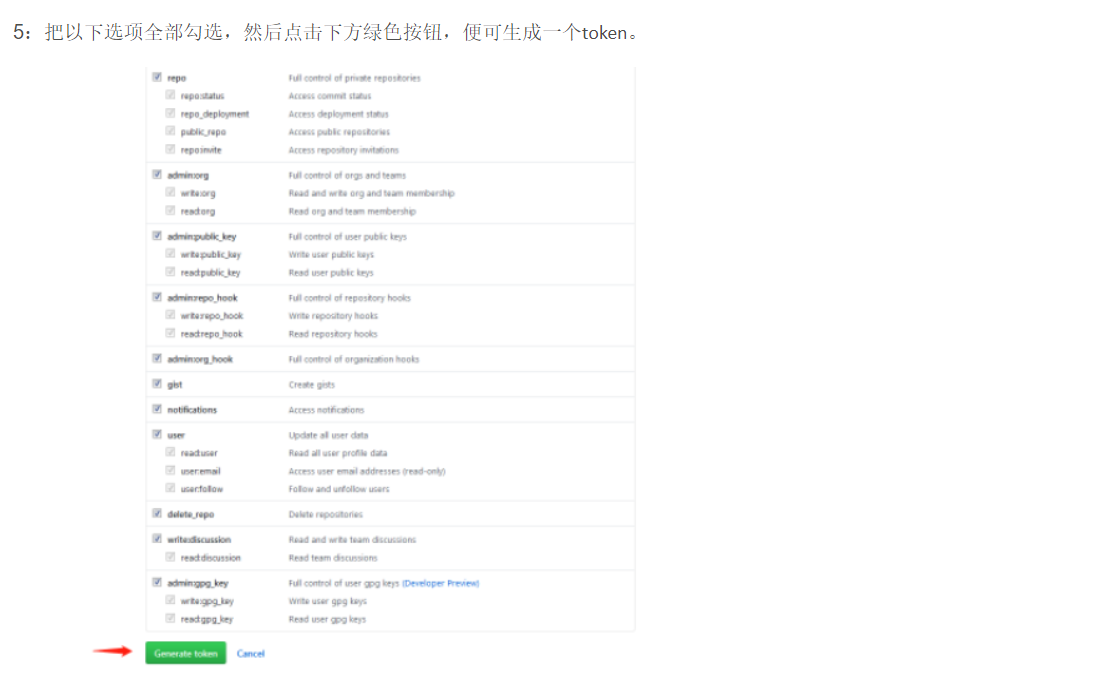 5：把以下选项全部勾选，然后点击下方绿色按钮，便可生成一个token。
repo Full control of private repositories
repo:status Access commit status
repo_deployment Access deployment status
public_repo Access public repositories
repo:invite Access repository invitations
admin:org Full control of orgs and teams
write:org Read and write org and team membership
read:org Read org and team membership
admin:public_key Full control of user public keys
write:public_key Write user public keys
read:public_key Read user public keys
admin:repo_hook Full control of repository hooks
write:repo_hook Write repository hooks
read:repo_hook Read repository hooks
admin:org_hook Full control of organization hooks
gist Create gists
notifications Access notifications
user Update all user data
read:user Read all user profile data
user:email Access user email addresses (read-only)
user:follow Follow and unfollow users
delete_repo Delete repositories
write:discussion Read and write team discussions
read:discussion Read team discussions
admin:gpg_key Full control of user gpg keys (Developer Preview)
write:gpg_key Write user gpg keys
read:gpg_key Read user gpg keys
Generate token Cancel